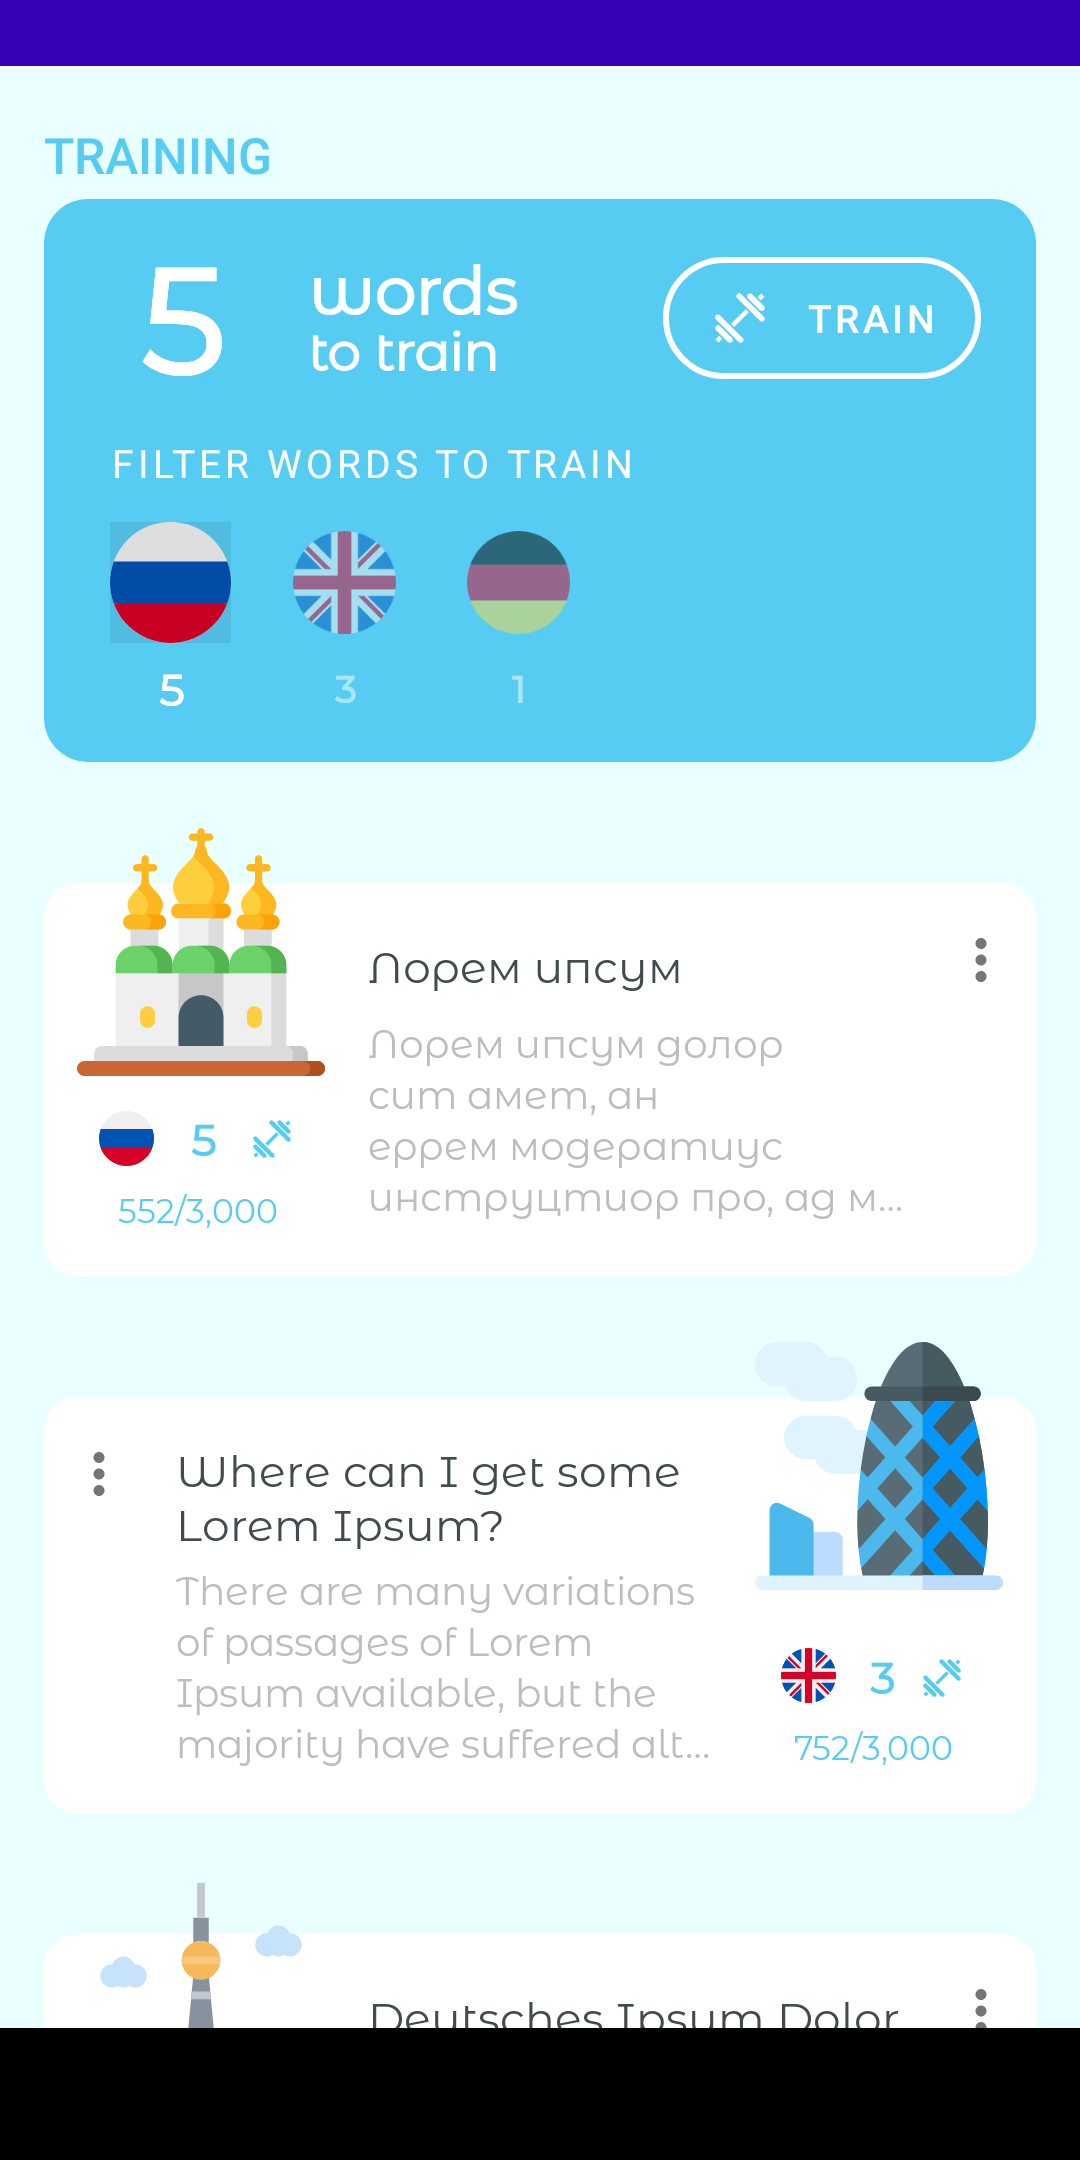 TRAINING
5
words
to train
TRAIN
FILTER WORDS TO TRAIN
5 3 1
Лорем ипсум
Лорем ипсум долор
сит амет, ан
еррем модератиус
инструцтиор про, ад м...
5
552/3,000
Where can I get some
Lorem Ipsum?
There are many variations
of passages of Lorem
Ipsum available, but the
majority have suffered alt...
3
752/3,000
Deutsches Ipsum Dolor